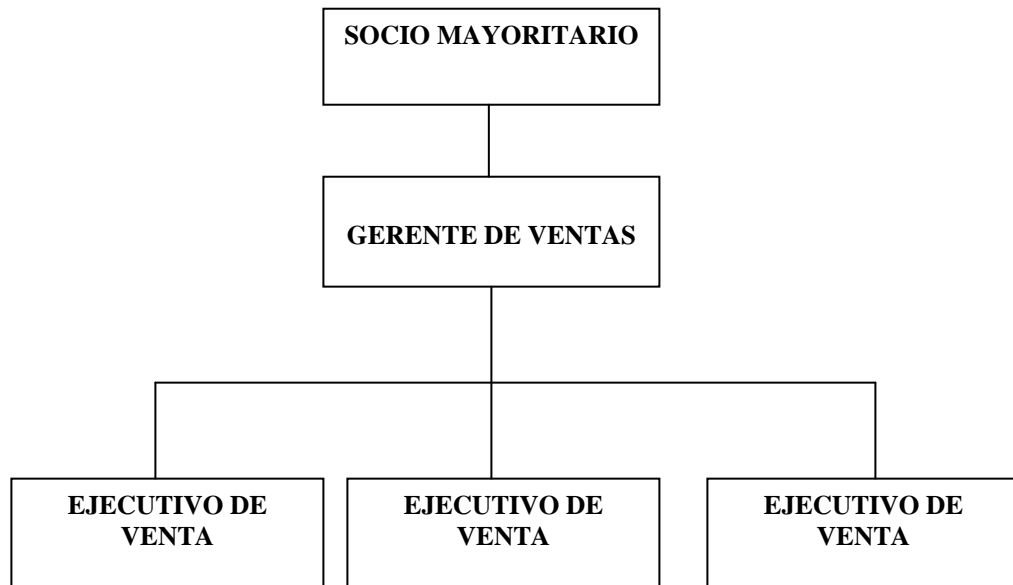 SOCIO MAYORITARIO
GERENTE DE VENTAS
EJECUTIVO DE
VENTA
EJECUTIVO DE
VENTA
EJECUTIVO DE
VENTA